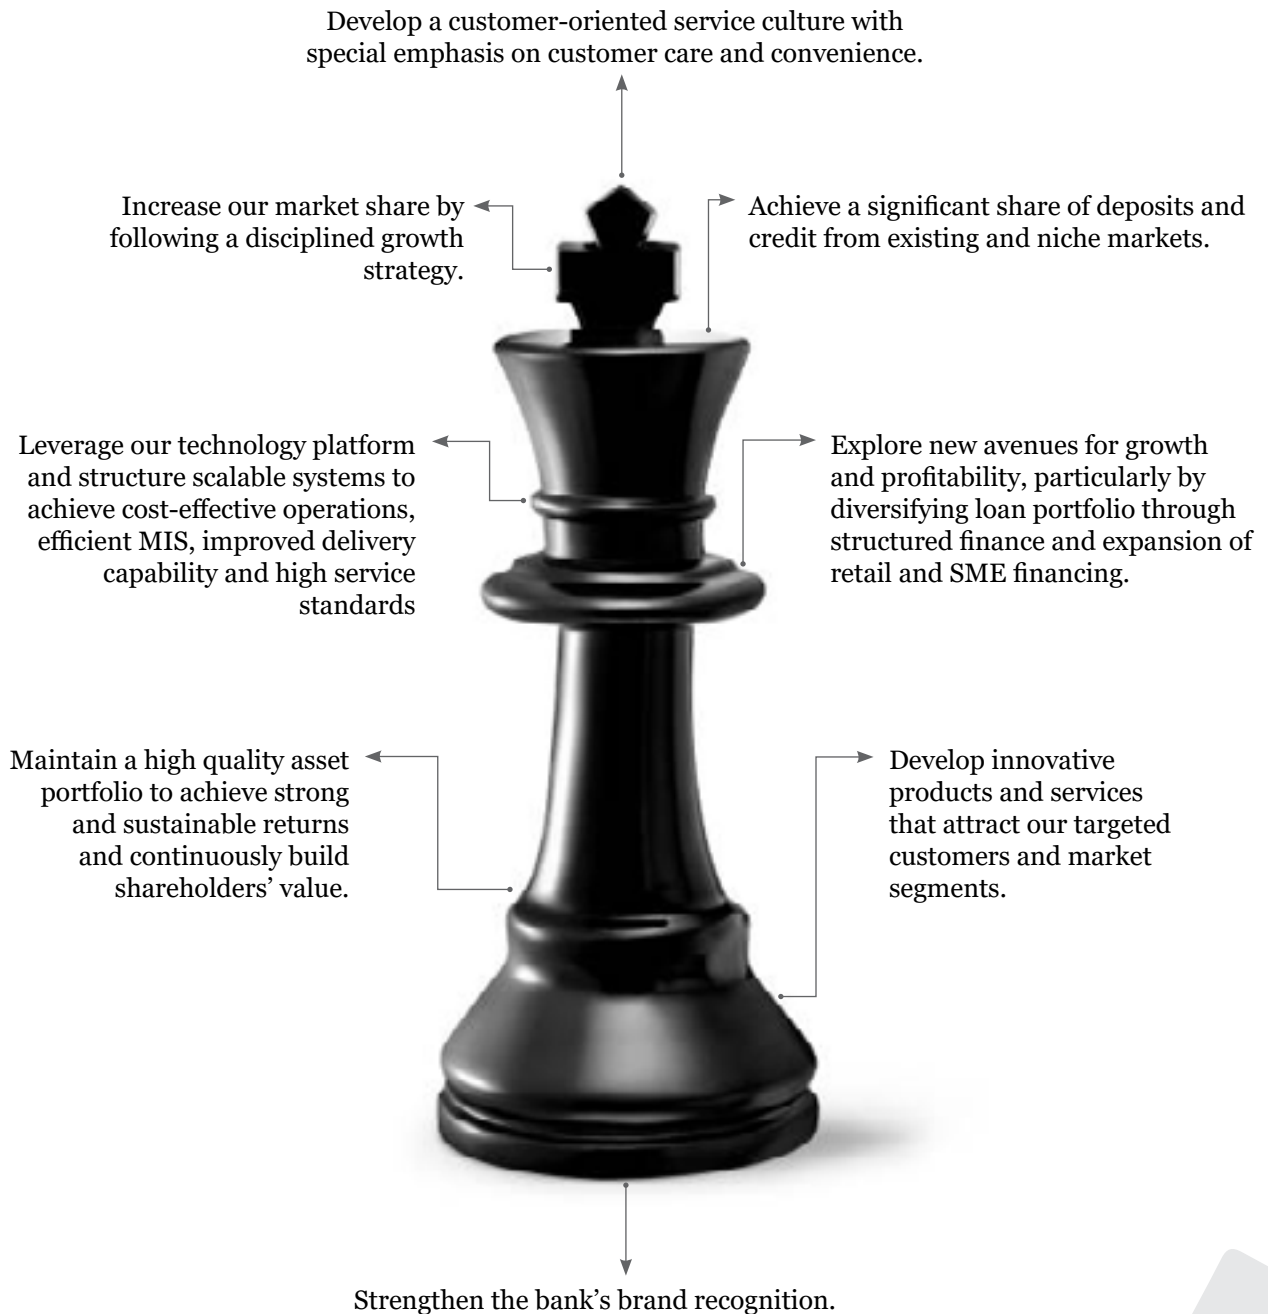 Develop a customer-oriented service culture with
special emphasis on customer care and convenience.
Increase our market share by
following a disciplined growth
strategy.
Achieve a significant share of deposits and
credit from existing and niche markets.
Leverage our technology platform
and structure scalable systems to
achieve cost-effective operations,
efficient MIS, improved delivery
capability and high service
standards
Explore new avenues for growth
and profitability, particularly by
diversifying loan portfolio through
structured finance and expansion of
retail and SME financing.
Maintain a high quality asset
portfolio to achieve strong
and sustainable returns
and continuously build
shareholders’ value.
Develop innovative
products and services
that attract our targeted
customers and market
segments.
Strengthen the bank’s brand recognition.